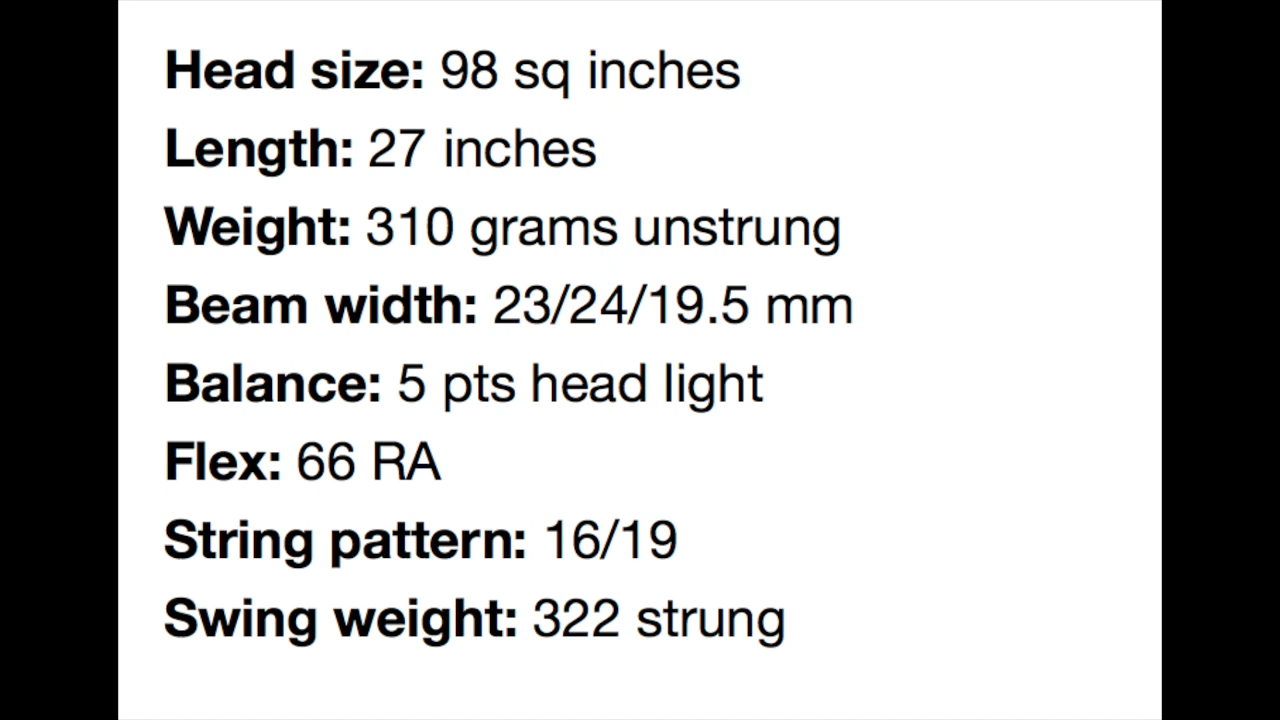 Head size: 98 sq inches
Length: 27 inches
Weight: 310 grams unstrung
Beam width: 23/24/19.5 mm
Balance: 5 pts head light
Flex: 66 RA
String pattern: 16/19
Swing weight: 322 strung